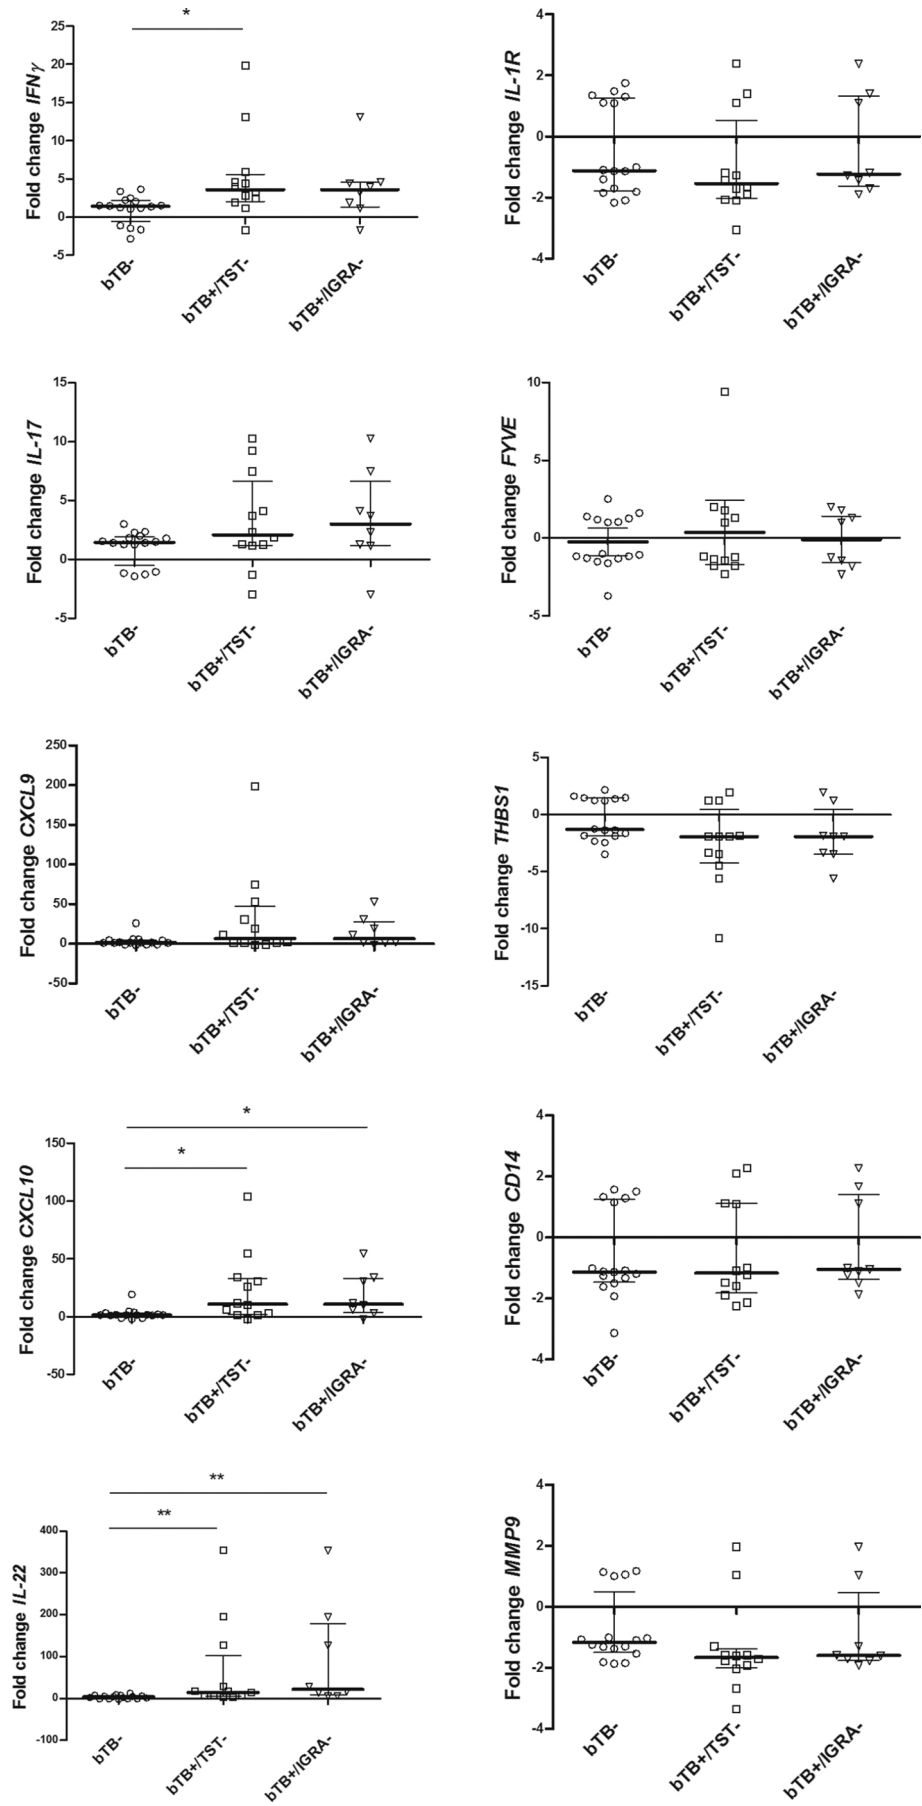 *
Fold change IFNγ
25
20
15
10
5
0
-5
bTB-
bTB+/TST-
bTB+/IGRA-
Fold change IL-1R
4
2
0
-2
-4
bTB-
bTB+/TST-
bTB+/IGRA-
Fold change IL-17
15
10
5
0
-5
bTB-
bTB+/TST-
bTB+/IGRA-
Fold change FYVE
10
5
0
-5
bTB-
bTB+/TST-
bTB+/IGRA-
Fold change CXCL9
250
200
150
100
50
0
-50
bTB-
bTB+/TST-
bTB+/IGRA-
Fold change THBS1
5
0
-5
-10
-15
bTB-
bTB+/TST-
bTB+/IGRA-
*
*
Fold change CXCL10
150
100
50
0
-50
bTB-
bTB+/TST-
bTB+/IGRA-
Fold change CD14
4
2
0
-2
-4
bTB-
bTB+/TST-
bTB+/IGRA-
**
**
Fold change IL-22
400
300
200
100
0
-100
bTB-
bTB+/TST-
bTB+/IGRA-
Fold change MMP9
4
2
0
-2
-4
bTB-
bTB+/TST-
bTB+/IGRA-